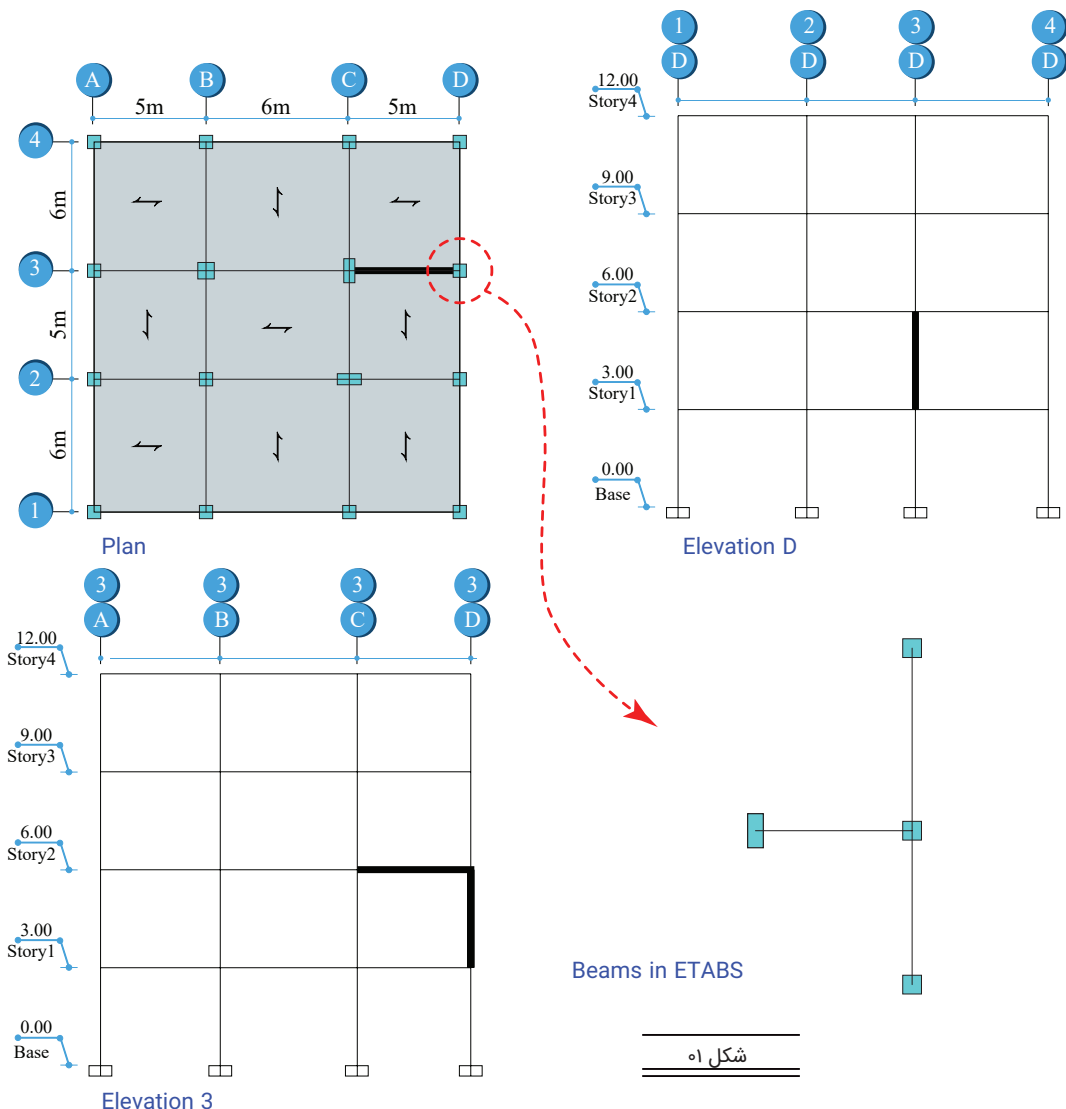 A B C D
5m 6m 5m
4
6m
3
5m
2
6m
1
Plan
1 2 3 4
D D D D
12.00
Story4
9.00
Story3
6.00
Story2
3.00
Story1
0.00
Base
Elevation D
3 3 3 3
A B C D
12.00
Story4
9.00
Story3
6.00
Story2
3.00
Story1
0.00
Base
Elevation 3
Beams in ETABS
شکل ۰۱